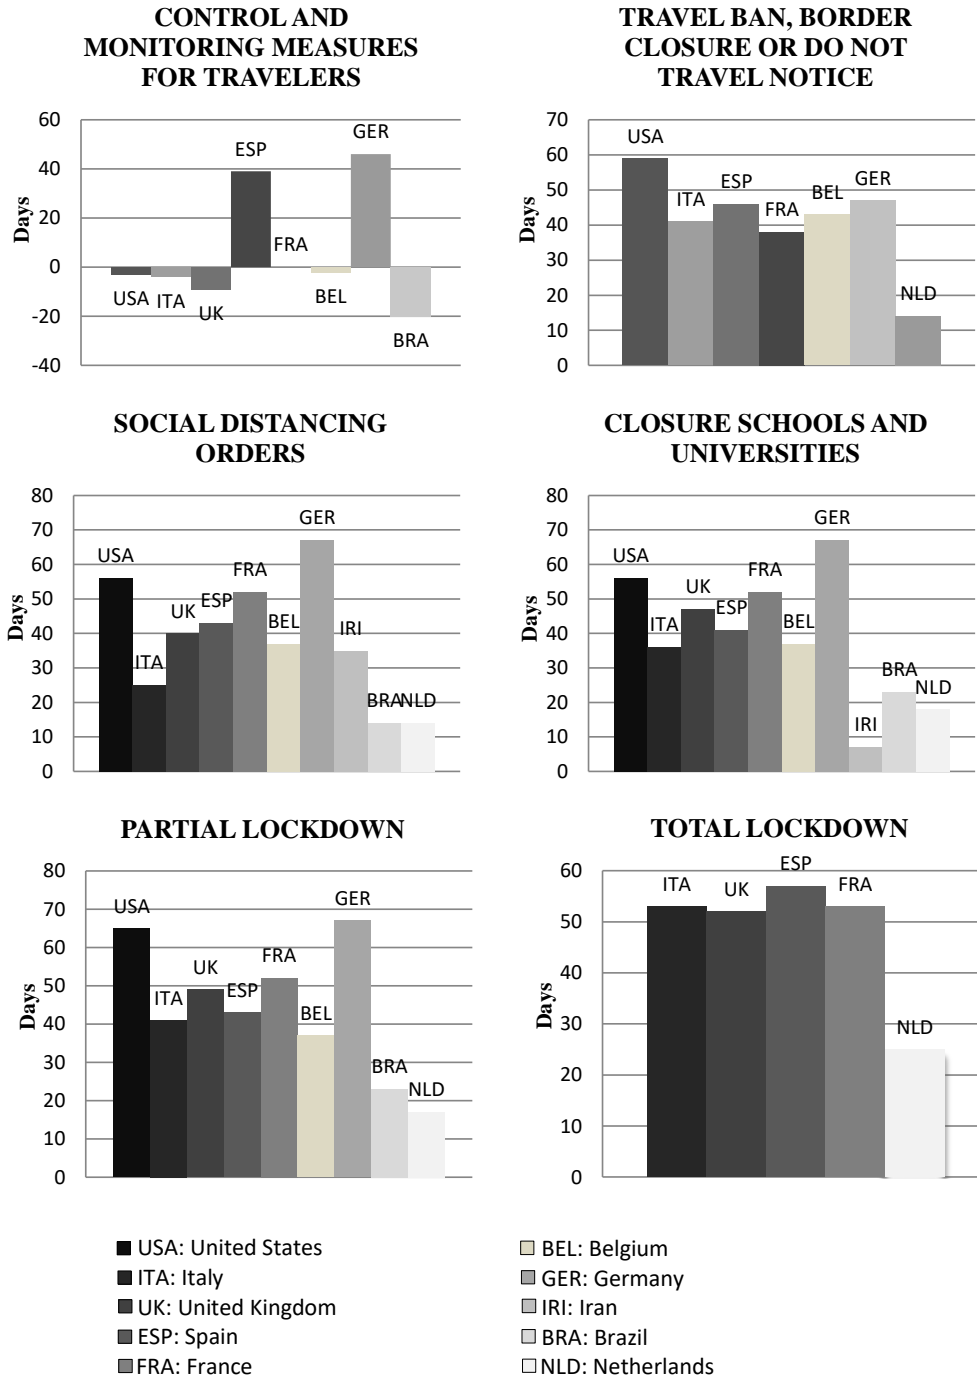 CONTROL AND
MONITORING MEASURES
FOR TRAVELERS
60
40
20
0
-20
-40
Days
USA
ITA
UK
ESP
FRA
BEL
GER
BRA
TRAVEL BAN, BORDER
CLOSURE OR DO NOT
TRAVEL NOTICE
70
60
50
40
30
20
10
0
Days
USA
ITA
ESP
FRA
BEL
GER
NLD
SOCIAL DISTANCING
ORDERS
80
70
60
50
40
30
20
10
0
Days
USA
ITA
UK
ESP
FRA
BEL
GER
IRI
BRA
NLD
CLOSURE SCHOOLS AND
UNIVERSITIES
80
70
60
50
40
30
20
10
0
Days
USA
ITA
UK
ESP
FRA
BEL
GER
IRI
BRA
NLD
PARTIAL LOCKDOWN
80
70
60
50
40
30
20
10
0
Days
USA
ITA
UK
ESP
FRA
BEL
GER
BRA
NLD
TOTAL LOCKDOWN
60
50
40
30
20
10
0
Days
ITA
UK
ESP
FRA
NLD
USA: United States
ITA: Italy
UK: United Kingdom
ESP: Spain
FRA: France
BEL: Belgium
GER: Germany
IRI: Iran
BRA: Brazil
NLD: Netherlands